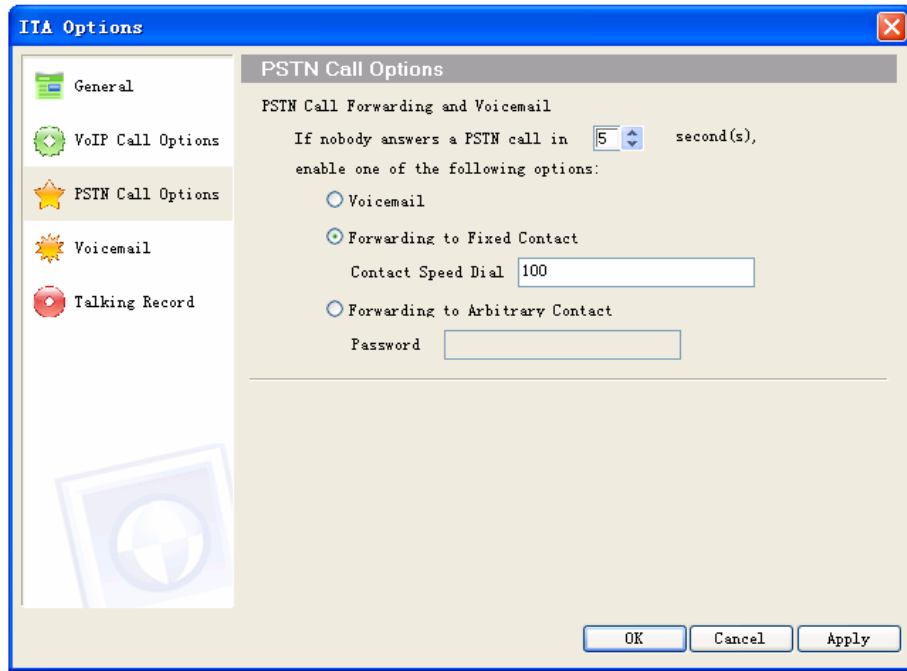 ITA Options
General
VoIP Call Options
PSTN Call Options
Voicemail
Talking Record
PSTN Call Options
PSTN Call Forwarding and Voicemail
If nobody answers a PSTN call in 5 second(s),
enable one of the following options:
Voicemail
Forwarding to Fixed Contact
Contact Speed Dial 100
Forwarding to Arbitrary Contact
Password
OK Cancel Apply